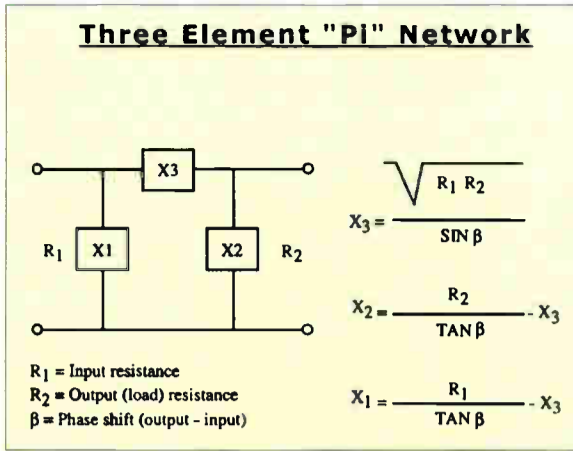 Three Element "Pi" Network
X3
R1
X1
X2
R2
R1 = Input resistance
R2 = Output (load) resistance
β = Phase shift (output - input)
√ R1 R2
X3 =
SIN β
R2
X2 = - X3
TAN β
R1
X1 = - X3
TAN β